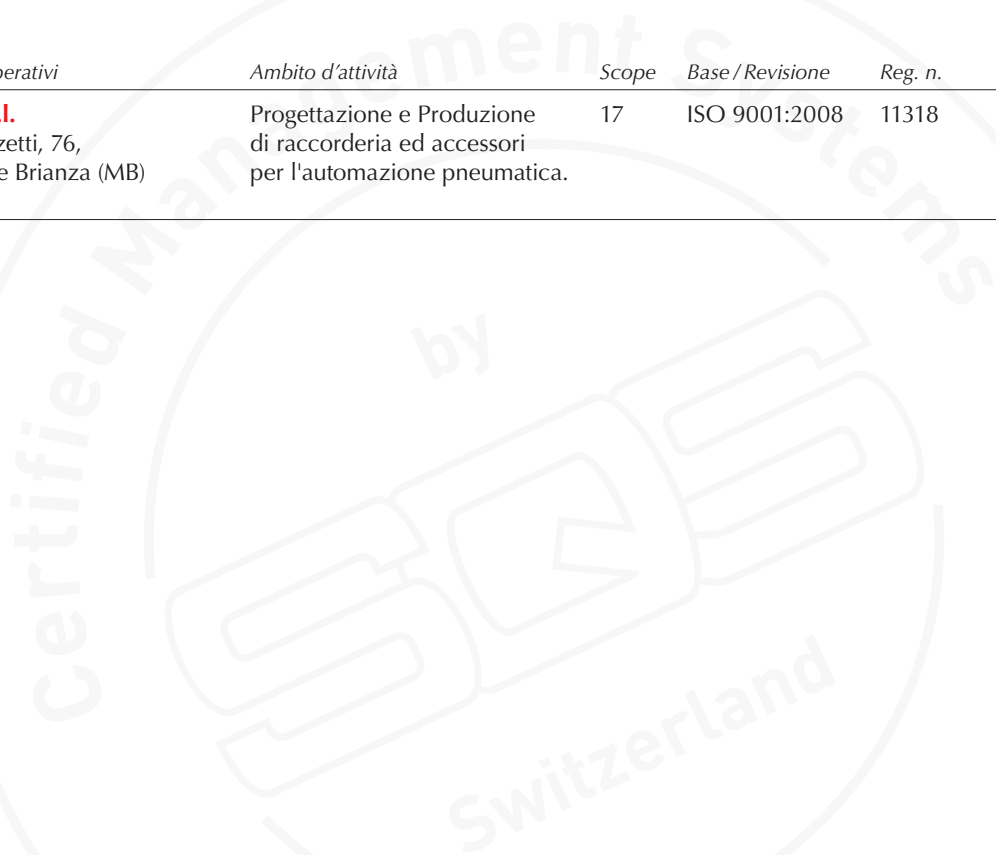 perativi Ambito d'attività Scope Base / Revisione Reg. n.
.l. Progettazione e Produzione 17 ISO 9001:2008 11318
zetti, 76, di raccorderia ed accessori
e Brianza (MB) per l'automazione pneumatica.
Certified Management Systems
by
SQS
Switzerland